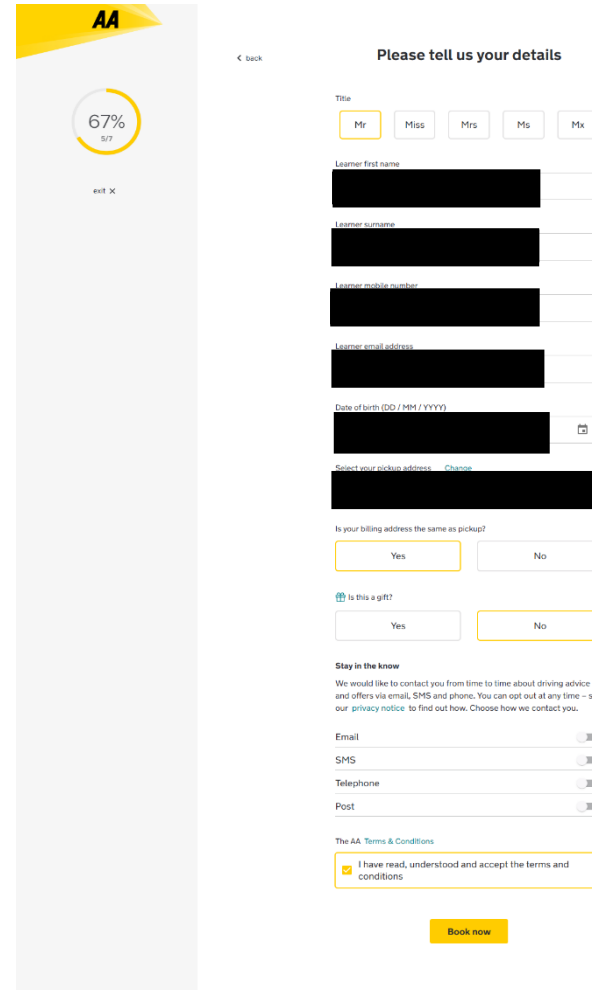 AA
67%
5/7
exit X
back
Please tell us your details
Title
Mr Miss Mrs Ms Mx
Learner first name
Learner surname
Learner mobile number
Learner email address
Date of birth (DD / MM / YYYY)
Select your pickup address Change
Is your billing address the same as pickup?
Yes No
Is this a gift?
Yes No
Stay in the know
We would like to contact you from time to time about driving advice
and offers via email, SMS and phone. You can opt out at any time – s
our privacy notice to find out how. Choose how we contact you.
Email
SMS
Telephone
Post
The AA Terms & Conditions
I have read, understood and accept the terms and
conditions
Book now